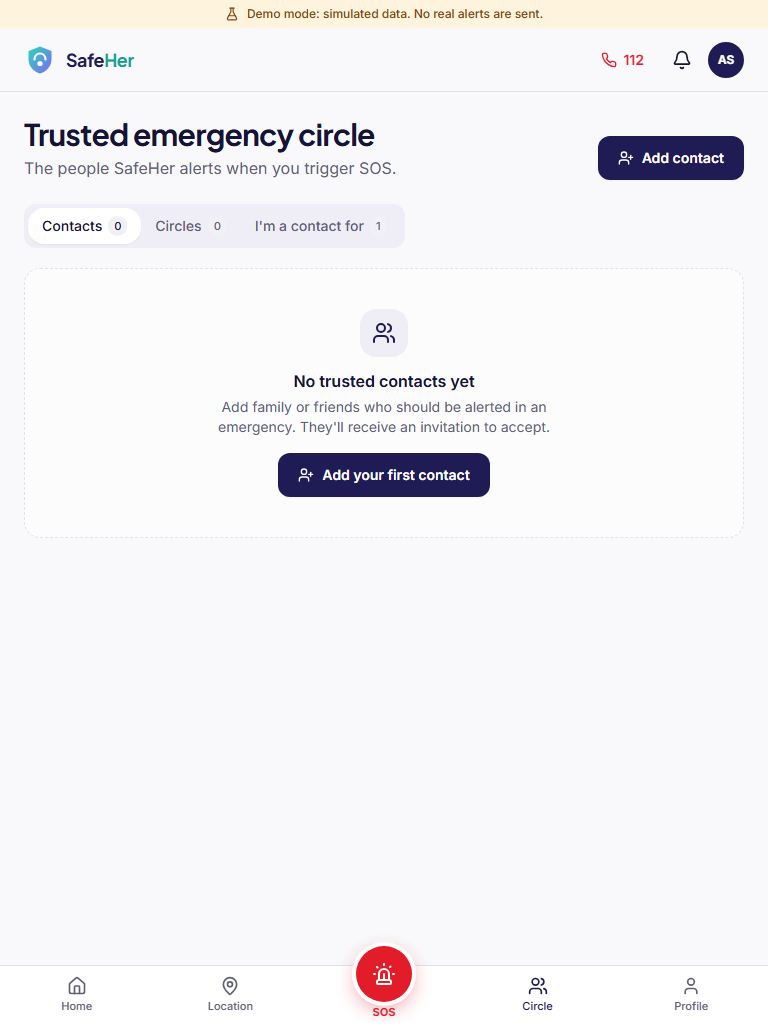 Demo mode: simulated data. No real alerts are sent.
SafeHer
112
AS
Trusted emergency circle
The people SafeHer alerts when you trigger SOS.
Add contact
Contacts 0
Circles 0
I'm a contact for 1
No trusted contacts yet
Add family or friends who should be alerted in an
emergency. They'll receive an invitation to accept.
Add your first contact
Home
Location
SOS
Circle
Profile